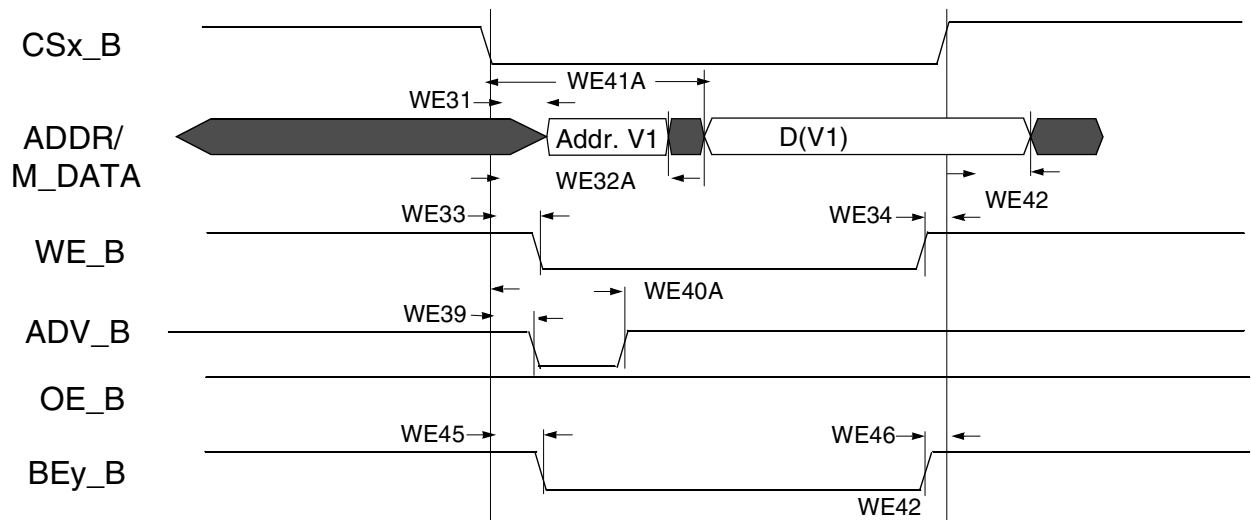 CSx_B
WE41A
WE31
ADDR/
M_DATA
Addr. V1
D(V1)
WE32A
WE42
WE33
WE34
WE_B
WE40A
WE39
ADV_B
OE_B
WE45
WE46
BEy_B
WE42